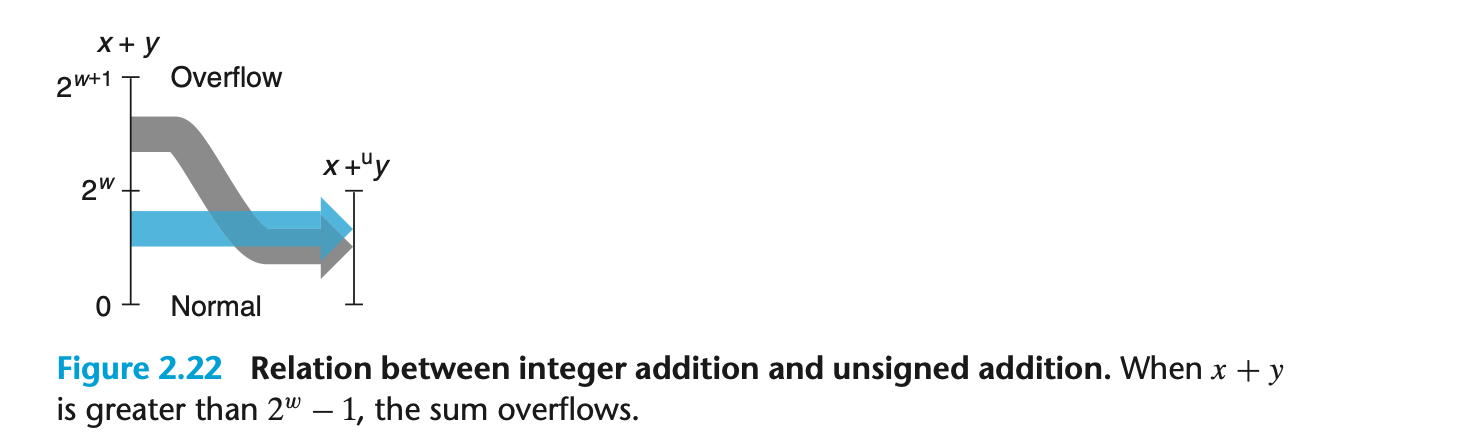 x + y
2^{w+1} Overflow
x +^u y
2^w
0 Normal
Figure 2.22 Relation between integer addition and unsigned addition. When x + y
is greater than 2^w − 1, the sum overflows.